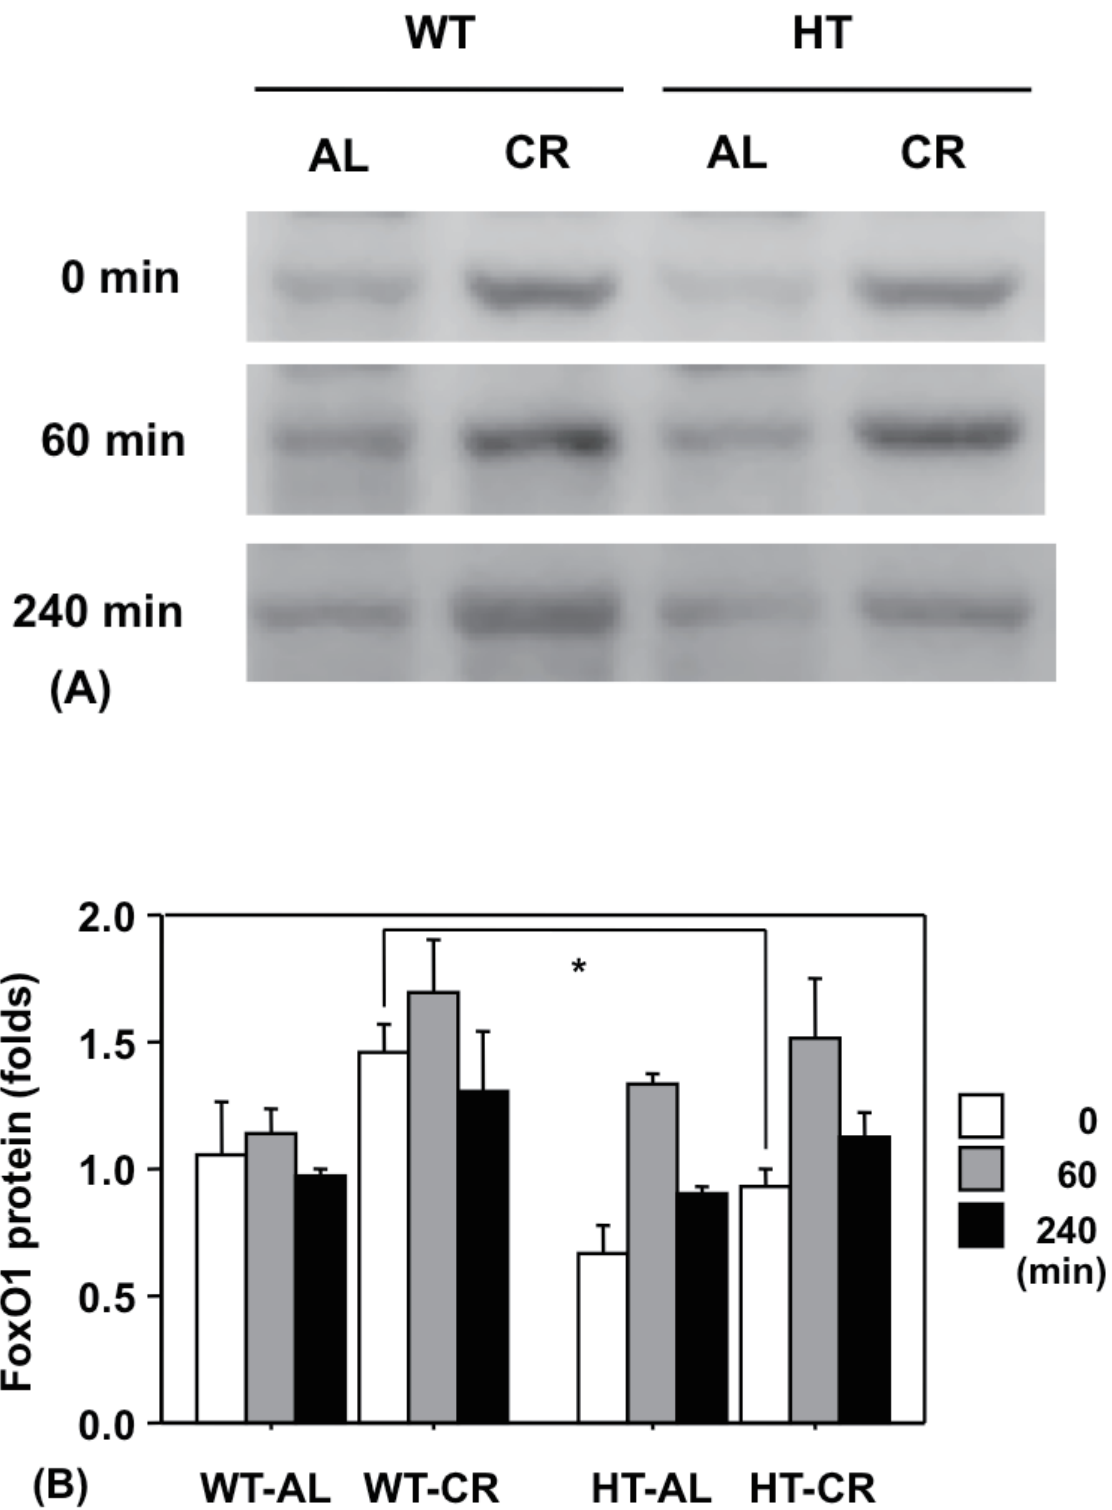 WT HT
AL CR AL CR
0 min
60 min
240 min
(A)
2.0
1.5
1.0
0.5
0.0
FoxO1 protein (folds)
*
0
60
240
(min)
(B) WT-AL WT-CR HT-AL HT-CR